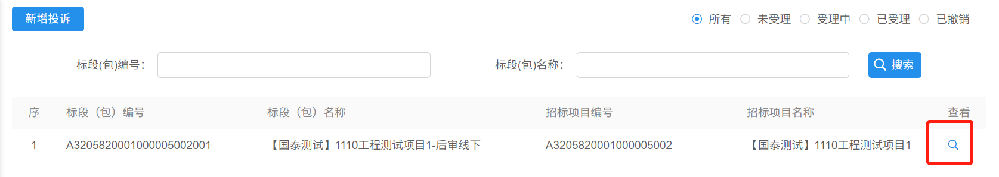 新增投诉 所有 未受理 受理中 已受理 已撤销
标段(包)编号： 标段(包)名称： 搜索
序 标段（包）编号 标段（包）名称 招标项目编号 招标项目名称 查看
1 A3205820001000005002001 【国泰测试】1110工程测试项目1-后审线下 A3205820001000005002 【国泰测试】1110工程测试项目1